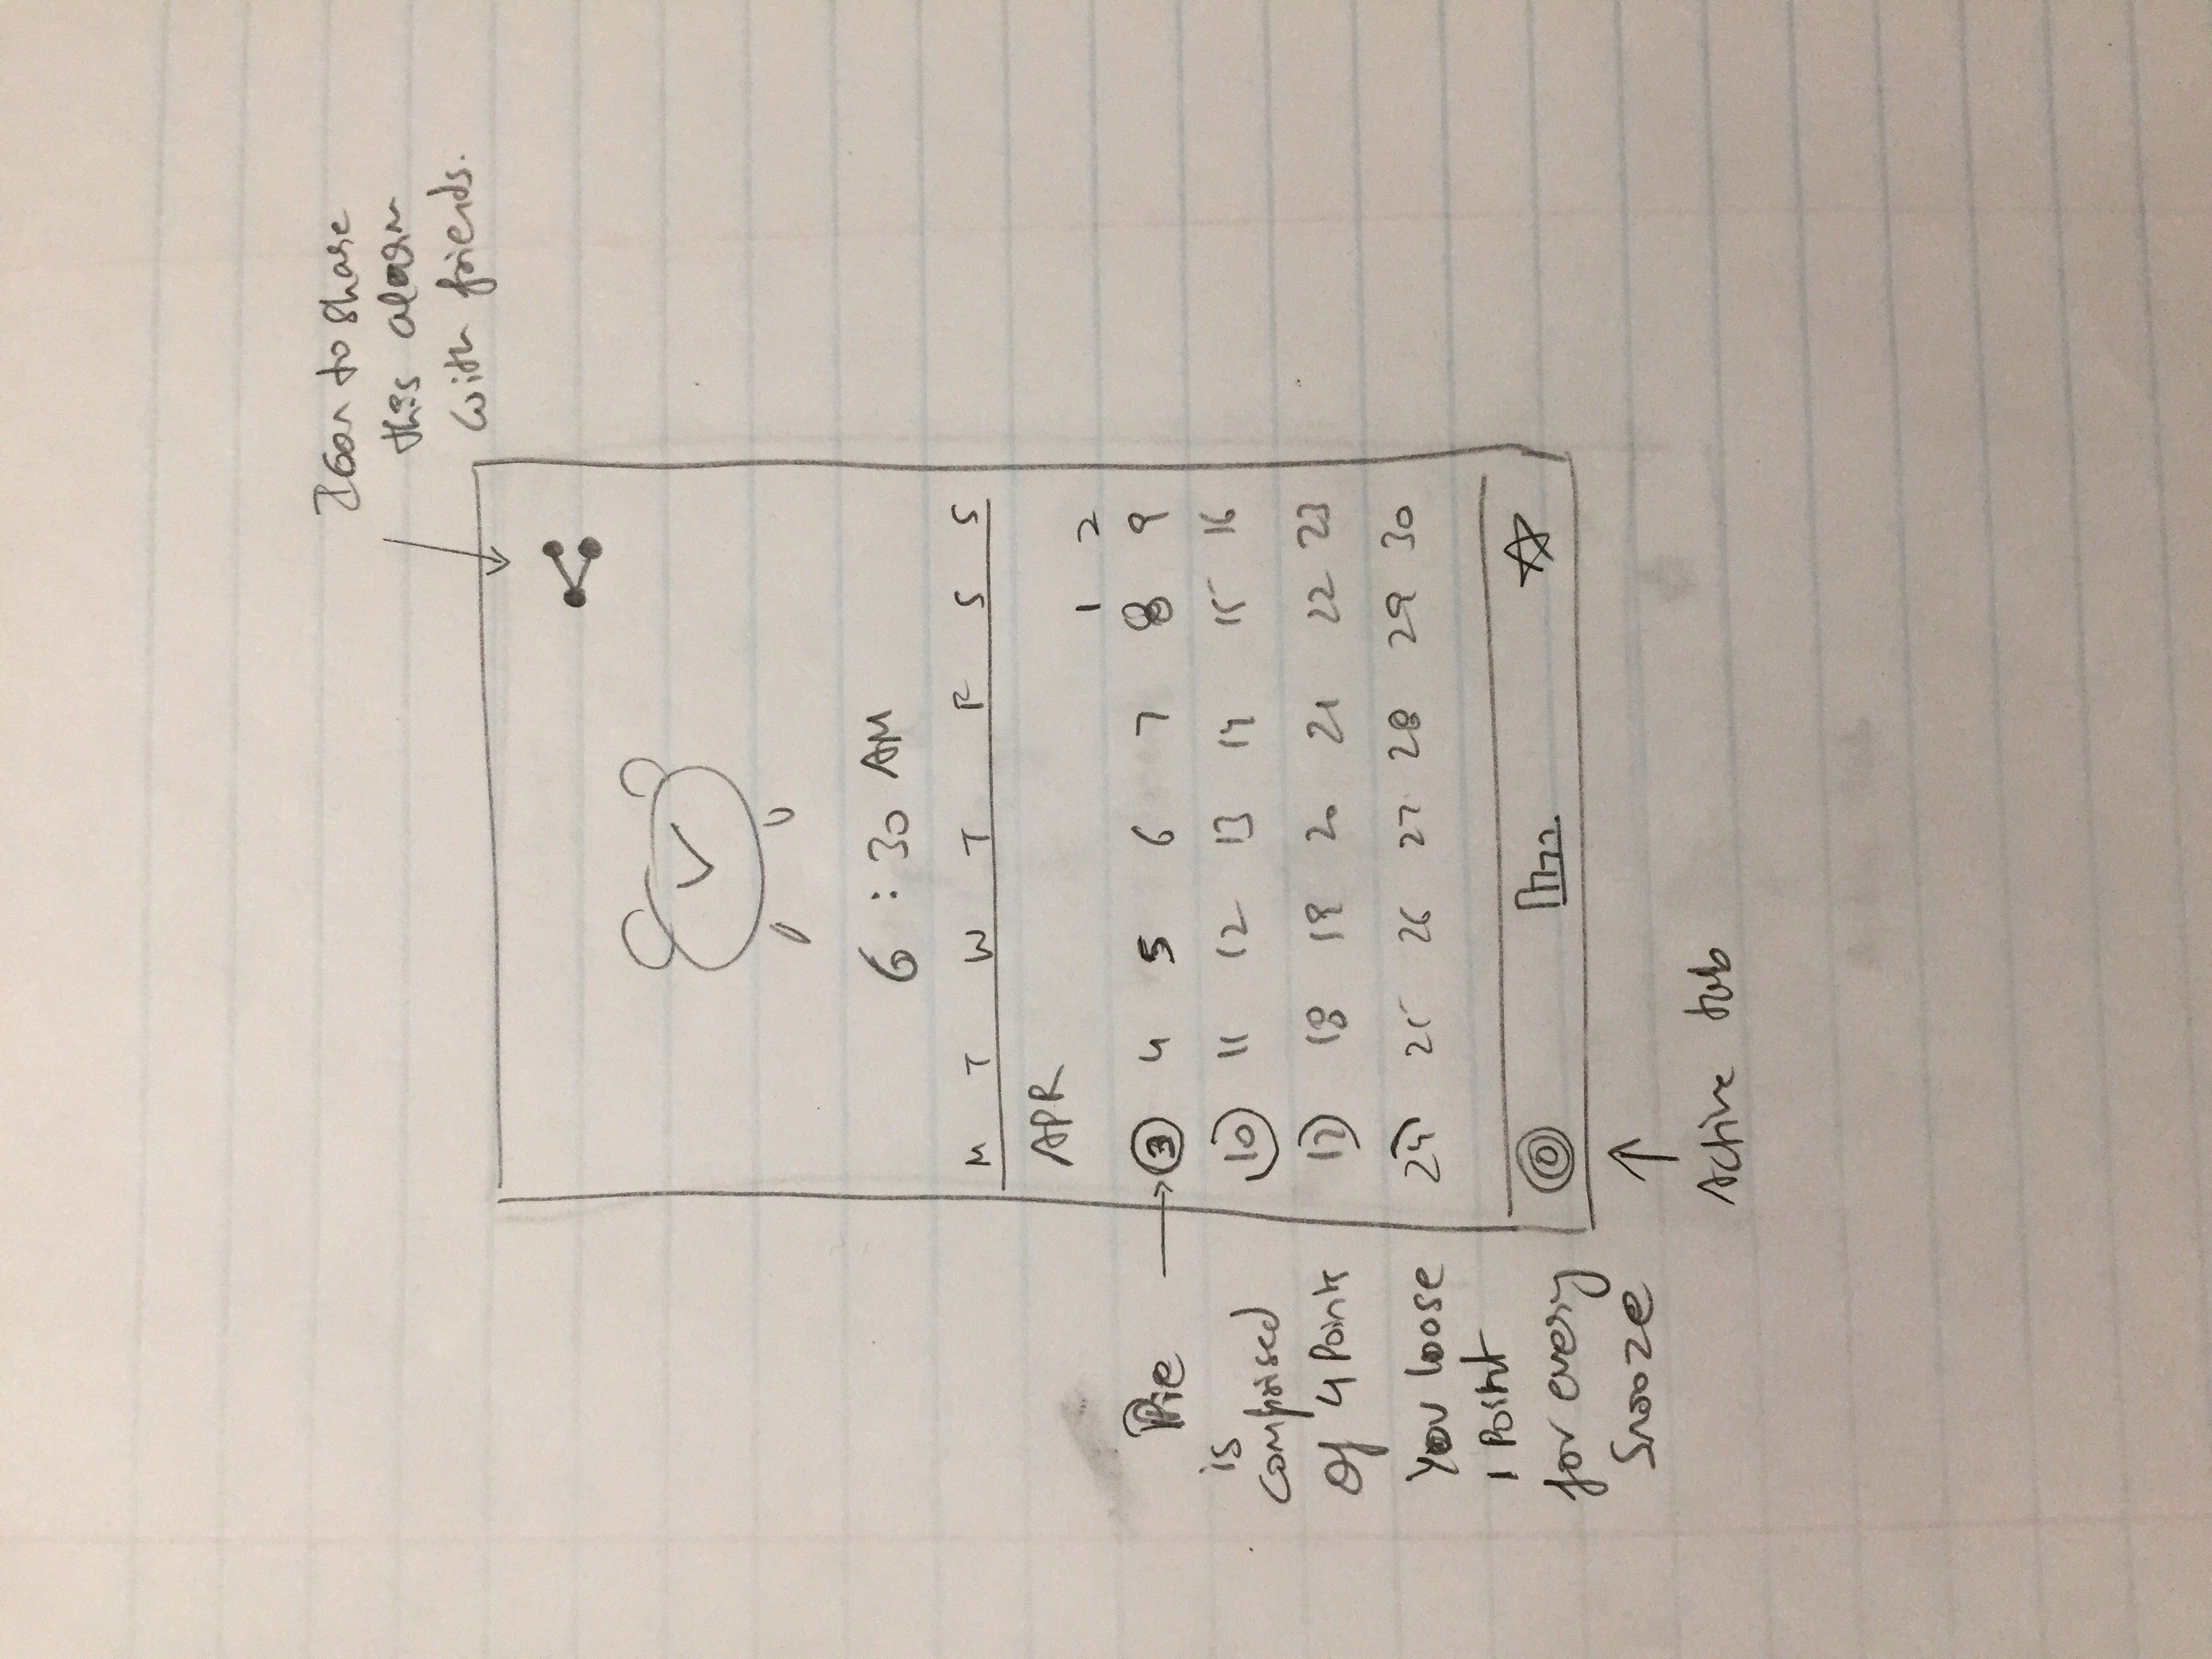 Icon to share
this alarm
with friends.
6 : 30 AM
M T W T F S S
APR
1 2
3 4 5 6 7 8 9
10 11 12 13 14 15 16
17 18 19 20 21 22 23
24 25 26 27 28 29 30
Pie
is
comprised
of 4 Points
You loose
1 Point
for every
Snooze
Active tab